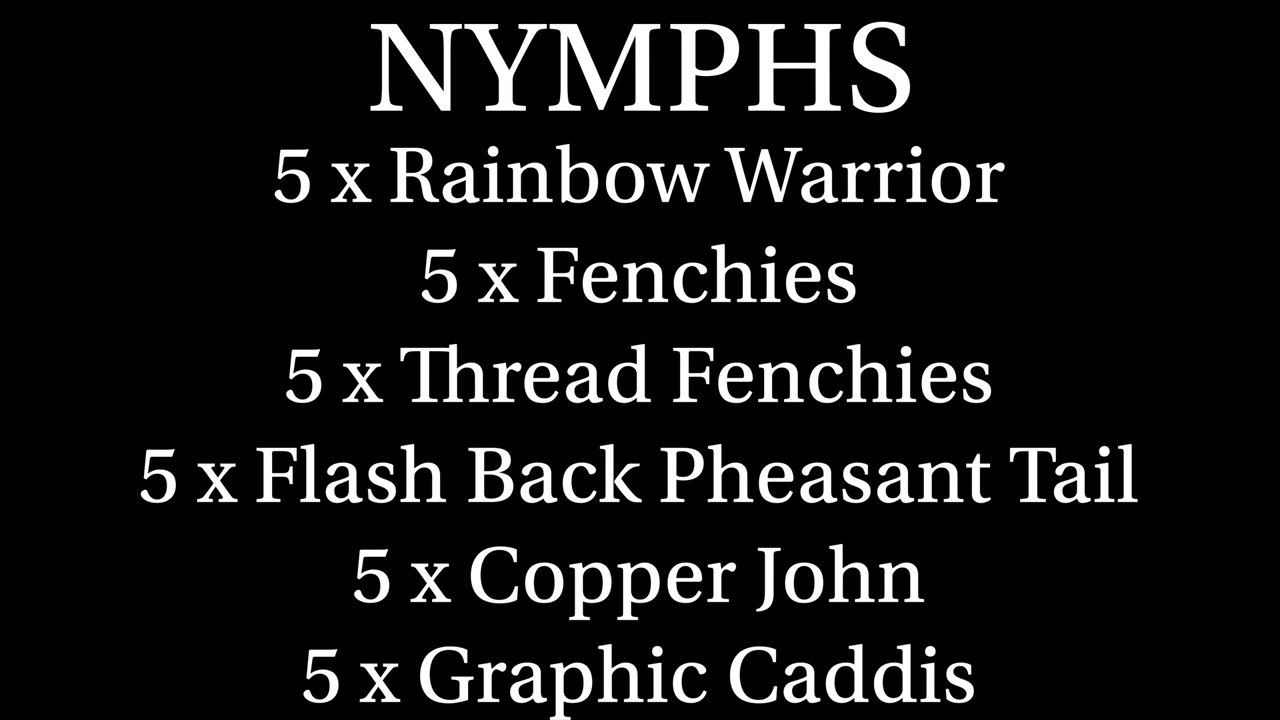 NYMPHS
5 x Rainbow Warrior
5 x Fenchies
5 x Thread Fenchies
5 x Flash Back Pheasant Tail
5 x Copper John
5 x Graphic Caddis